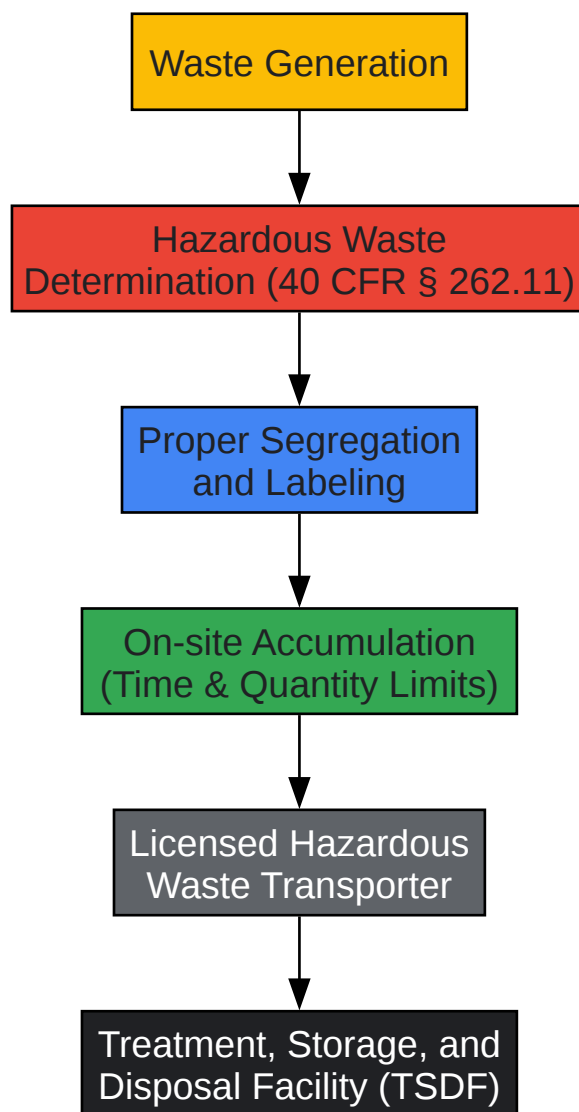 Waste Generation
Hazardous Waste
Determination (40 CFR § 262.11)
Proper Segregation
and Labeling
On-site Accumulation
(Time & Quantity Limits)
Licensed Hazardous
Waste Transporter
Treatment, Storage, and
Disposal Facility (TSDF)